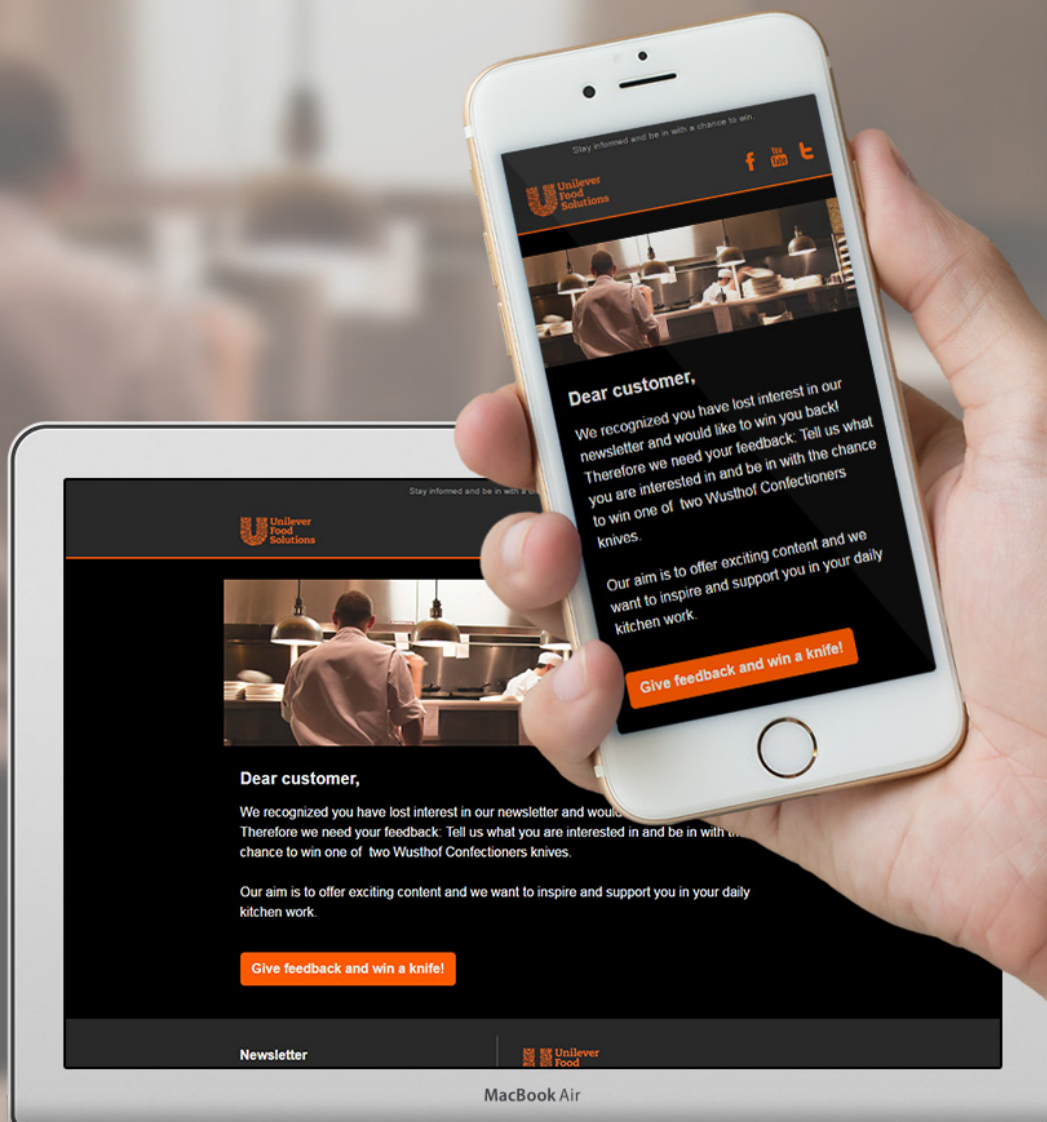 Stay informed and be in with a chance to win.
Unilever
Food
Solutions
f You Tube t
Dear customer,
We recognized you have lost interest in our
newsletter and would like to win you back!
Therefore we need your feedback: Tell us what
you are interested in and be in with the chance
to win one of two Wusthof Confectioners
knives.
Our aim is to offer exciting content and we
want to inspire and support you in your daily
kitchen work.
Give feedback and win a knife!
Stay informed and be in with a
Unilever
Food
Solutions
Dear customer,
We recognized you have lost interest in our newsletter and would
Therefore we need your feedback: Tell us what you are interested in and be in with
chance to win one of two Wusthof Confectioners knives.
Our aim is to offer exciting content and we want to inspire and support you in your daily
kitchen work.
Give feedback and win a knife!
Newsletter
Unilever
Food
MacBook Air